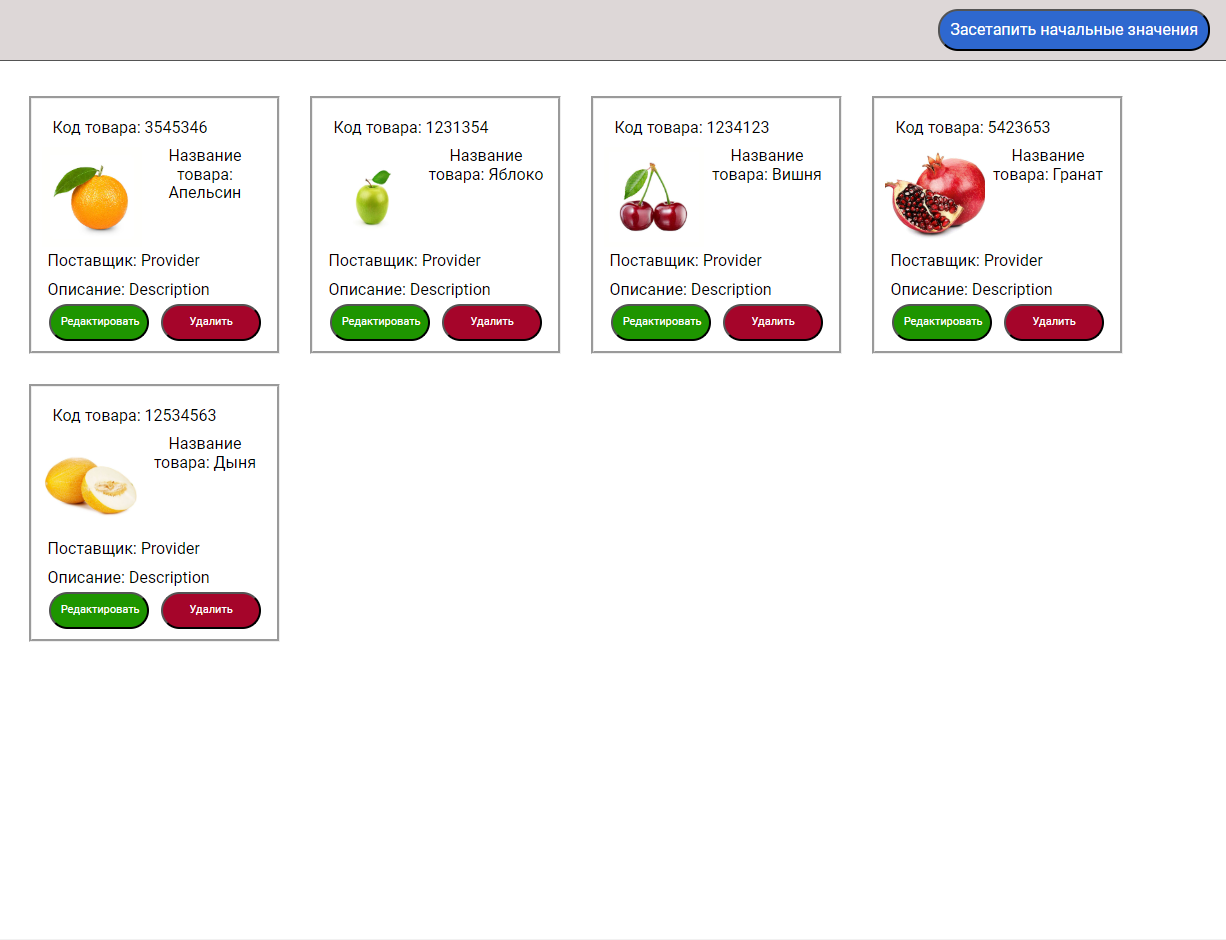 Засетапить начальные значения
Код товара: 3545346
Название
товара:
Апельсин
Поставщик: Provider
Описание: Description
Редактировать
Удалить
Код товара: 1231354
Название
товара: Яблоко
Поставщик: Provider
Описание: Description
Редактировать
Удалить
Код товара: 1234123
Название
товара: Вишня
Поставщик: Provider
Описание: Description
Редактировать
Удалить
Код товара: 5423653
Название
товара: Гранат
Поставщик: Provider
Описание: Description
Редактировать
Удалить
Код товара: 12534563
Название
товара: Дыня
Поставщик: Provider
Описание: Description
Редактировать
Удалить